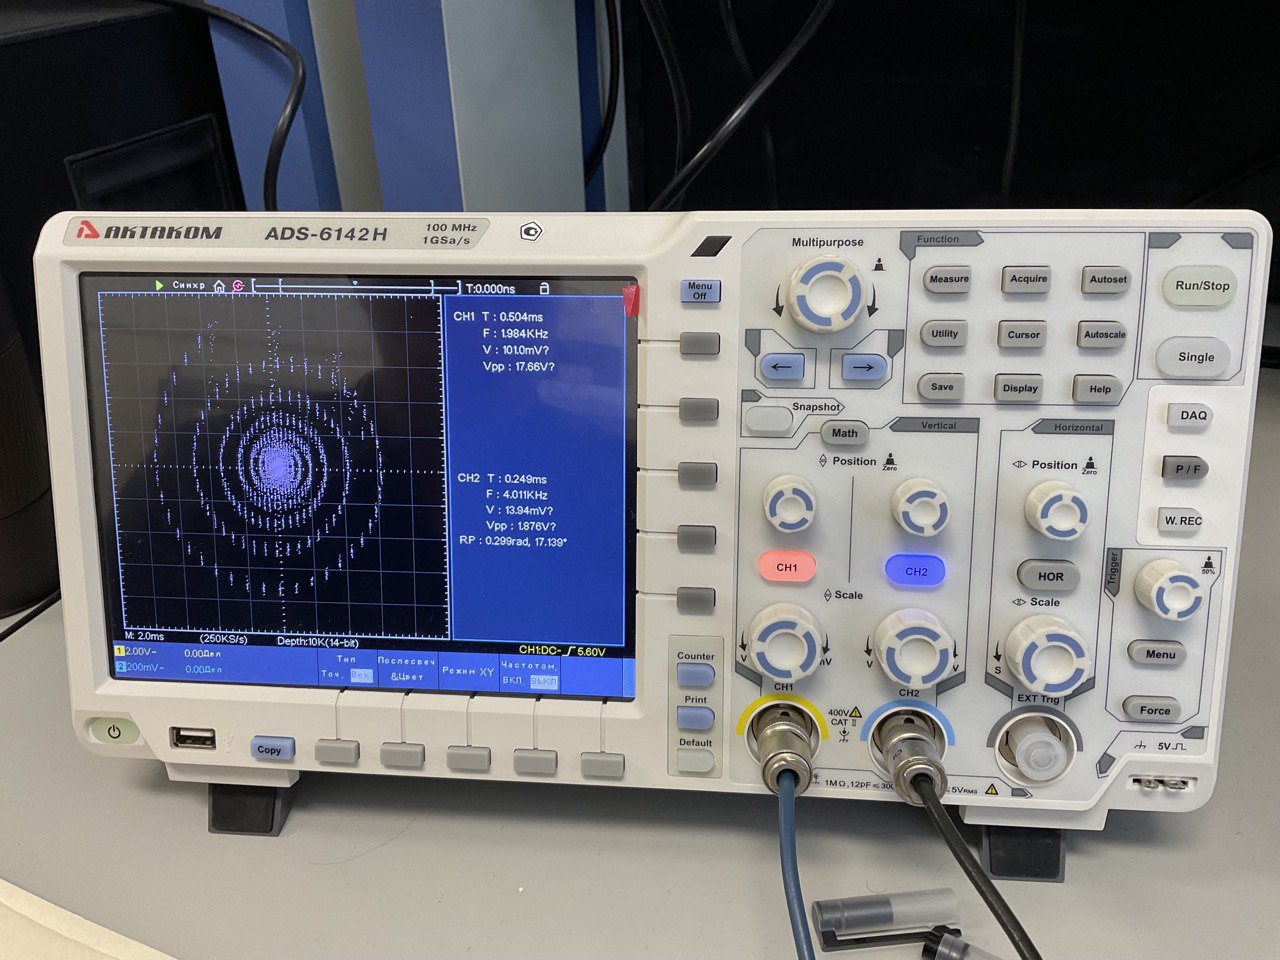 AKTAKOM ADS-6142H 100 MHz
1GSa/s
Синхр T:0.000ns
CH1 T : 0.504ms
F : 1.984KHz
V : 101.0mV?
Vpp : 17.66V?
CH2 T : 0.249ms
F : 4.011KHz
V : 13.94mV?
Vpp : 1.876V?
RP : 0.299rad, 17.139°
M: 2.0ms (250KS/s) Depth:10K(14-bit)
1 2.00V~ 0.00Дел CH1:DC- 5.60V
2 200mV~ 0.00Дел
Тип
Точ. Век.
Послесвеч
&Цвет
Режим XY
Частотом.
ВКЛ. ВЫКЛ
Menu
Off
Multipurpose
Function
Measure Acquire Autoset
Utility Cursor Autoscale
Save Display Help
Run/Stop
Single
Snapshot
Math
Vertical
Horizontal
DAQ
P / F
W. REC
Position Zero
Position Zero
CH1 CH2
HOR
Scale
Scale
V mV V
S
Trigger
50%
Menu
Force
Counter
Print
Default
Copy
CH1 CH2 EXT Trig
400V
CAT II
1MΩ,12pF
5VRMS
5V